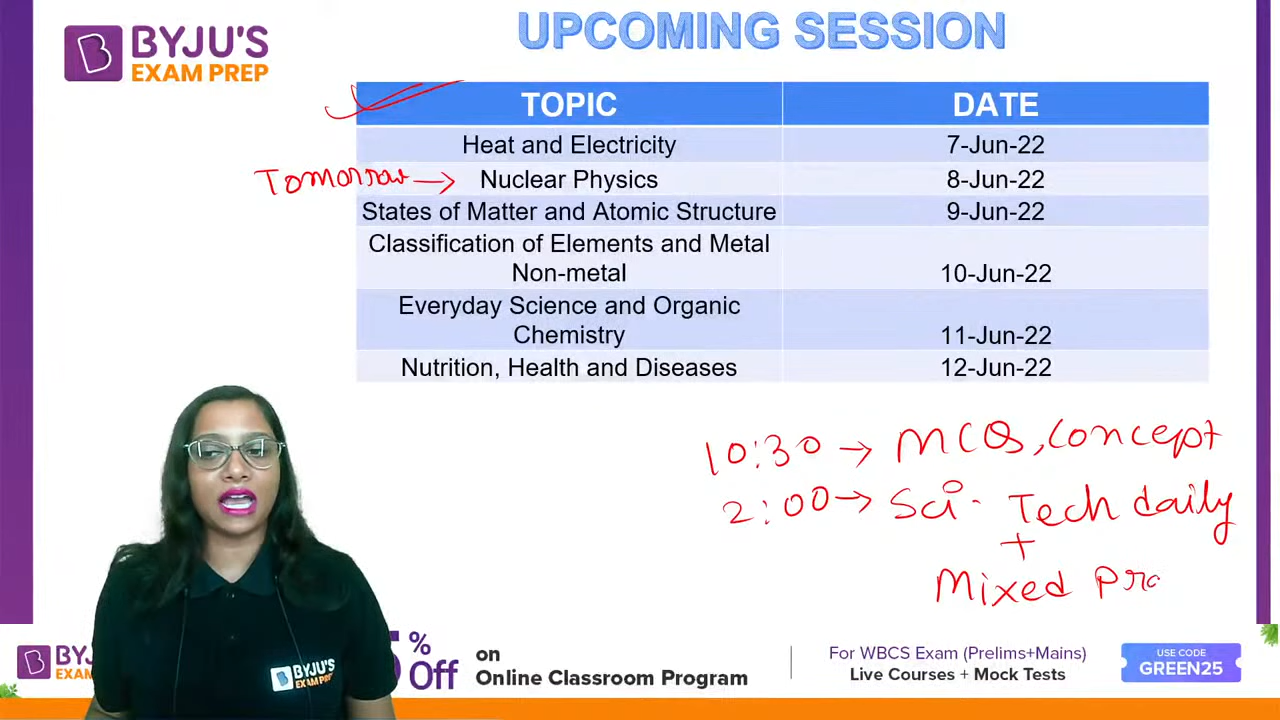 BYJU'S
EXAM PREP
UPCOMING SESSION
TOPIC DATE
Heat and Electricity 7-Jun-22
Tomorrow → Nuclear Physics 8-Jun-22
States of Matter and Atomic Structure 9-Jun-22
Classification of Elements and Metal
Non-metal 10-Jun-22
Everyday Science and Organic
Chemistry 11-Jun-22
Nutrition, Health and Diseases 12-Jun-22
10:30 → MCQs, Concept
2:00 → Sci- Tech daily
+
Mixed
BYJU'S
EXAM PREP
%
Off
on
Online Classroom Program
For WBCS Exam (Prelims+Mains)
Live Courses + Mock Tests
USE CODE
GREEN25